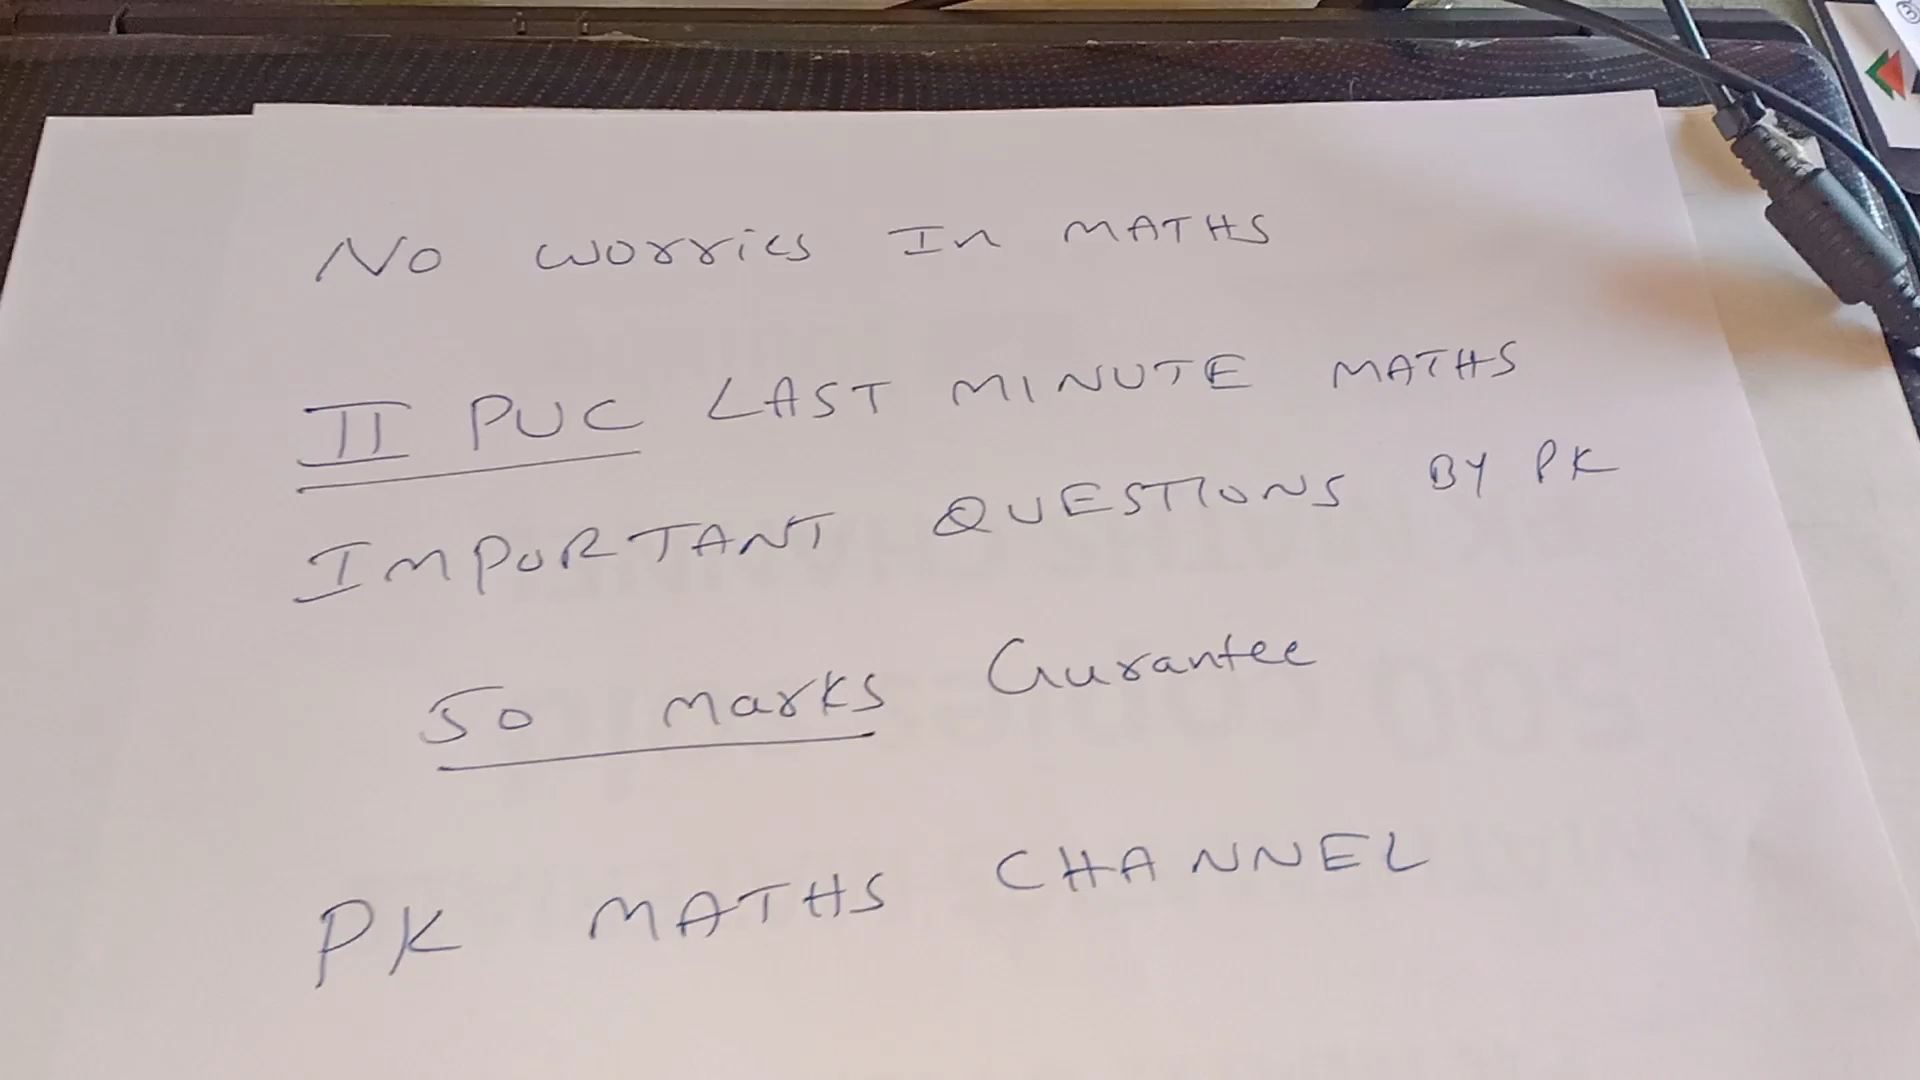 No worries In MATHS
II PUC LAST MINUTE MATHS
IMPORTANT QUESTIONS BY PK
50 marks Gurantee
PK MATHS CHANNEL